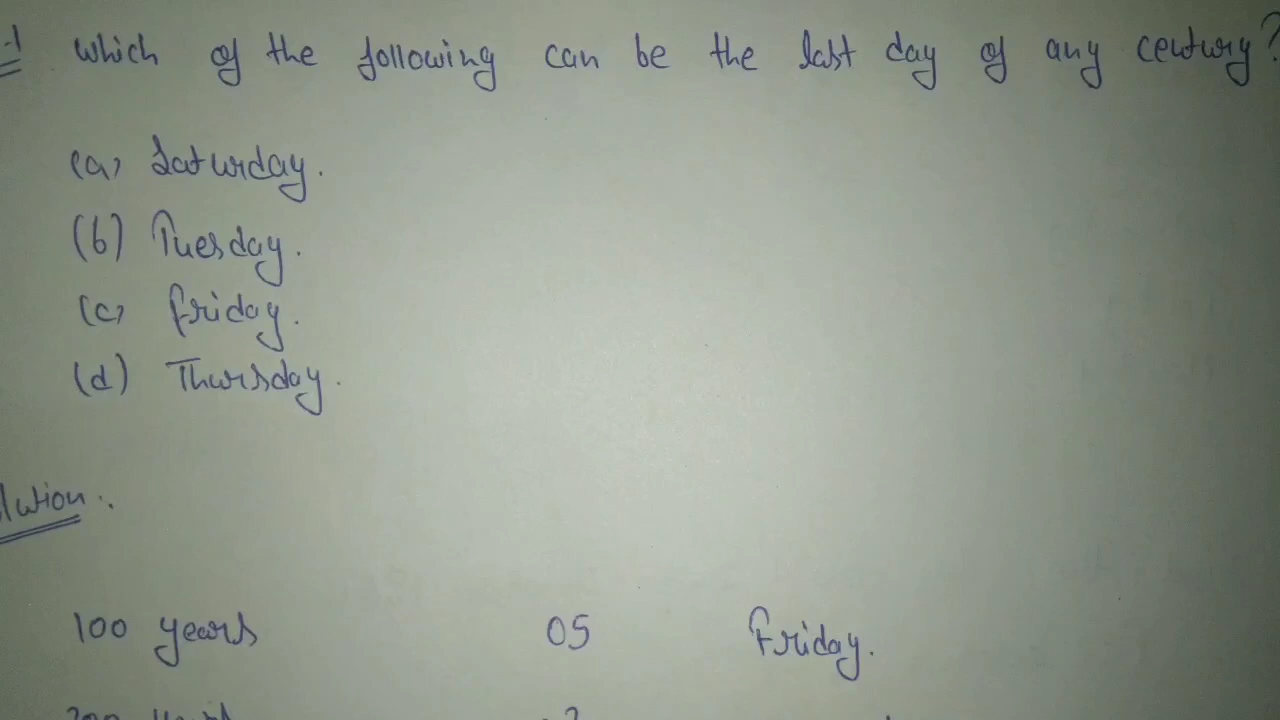 Which of the following can be the last day of any century?
(a) Saturday.
(b) Tuesday.
(c) Friday.
(d) Thursday.
100 years 05 Friday.